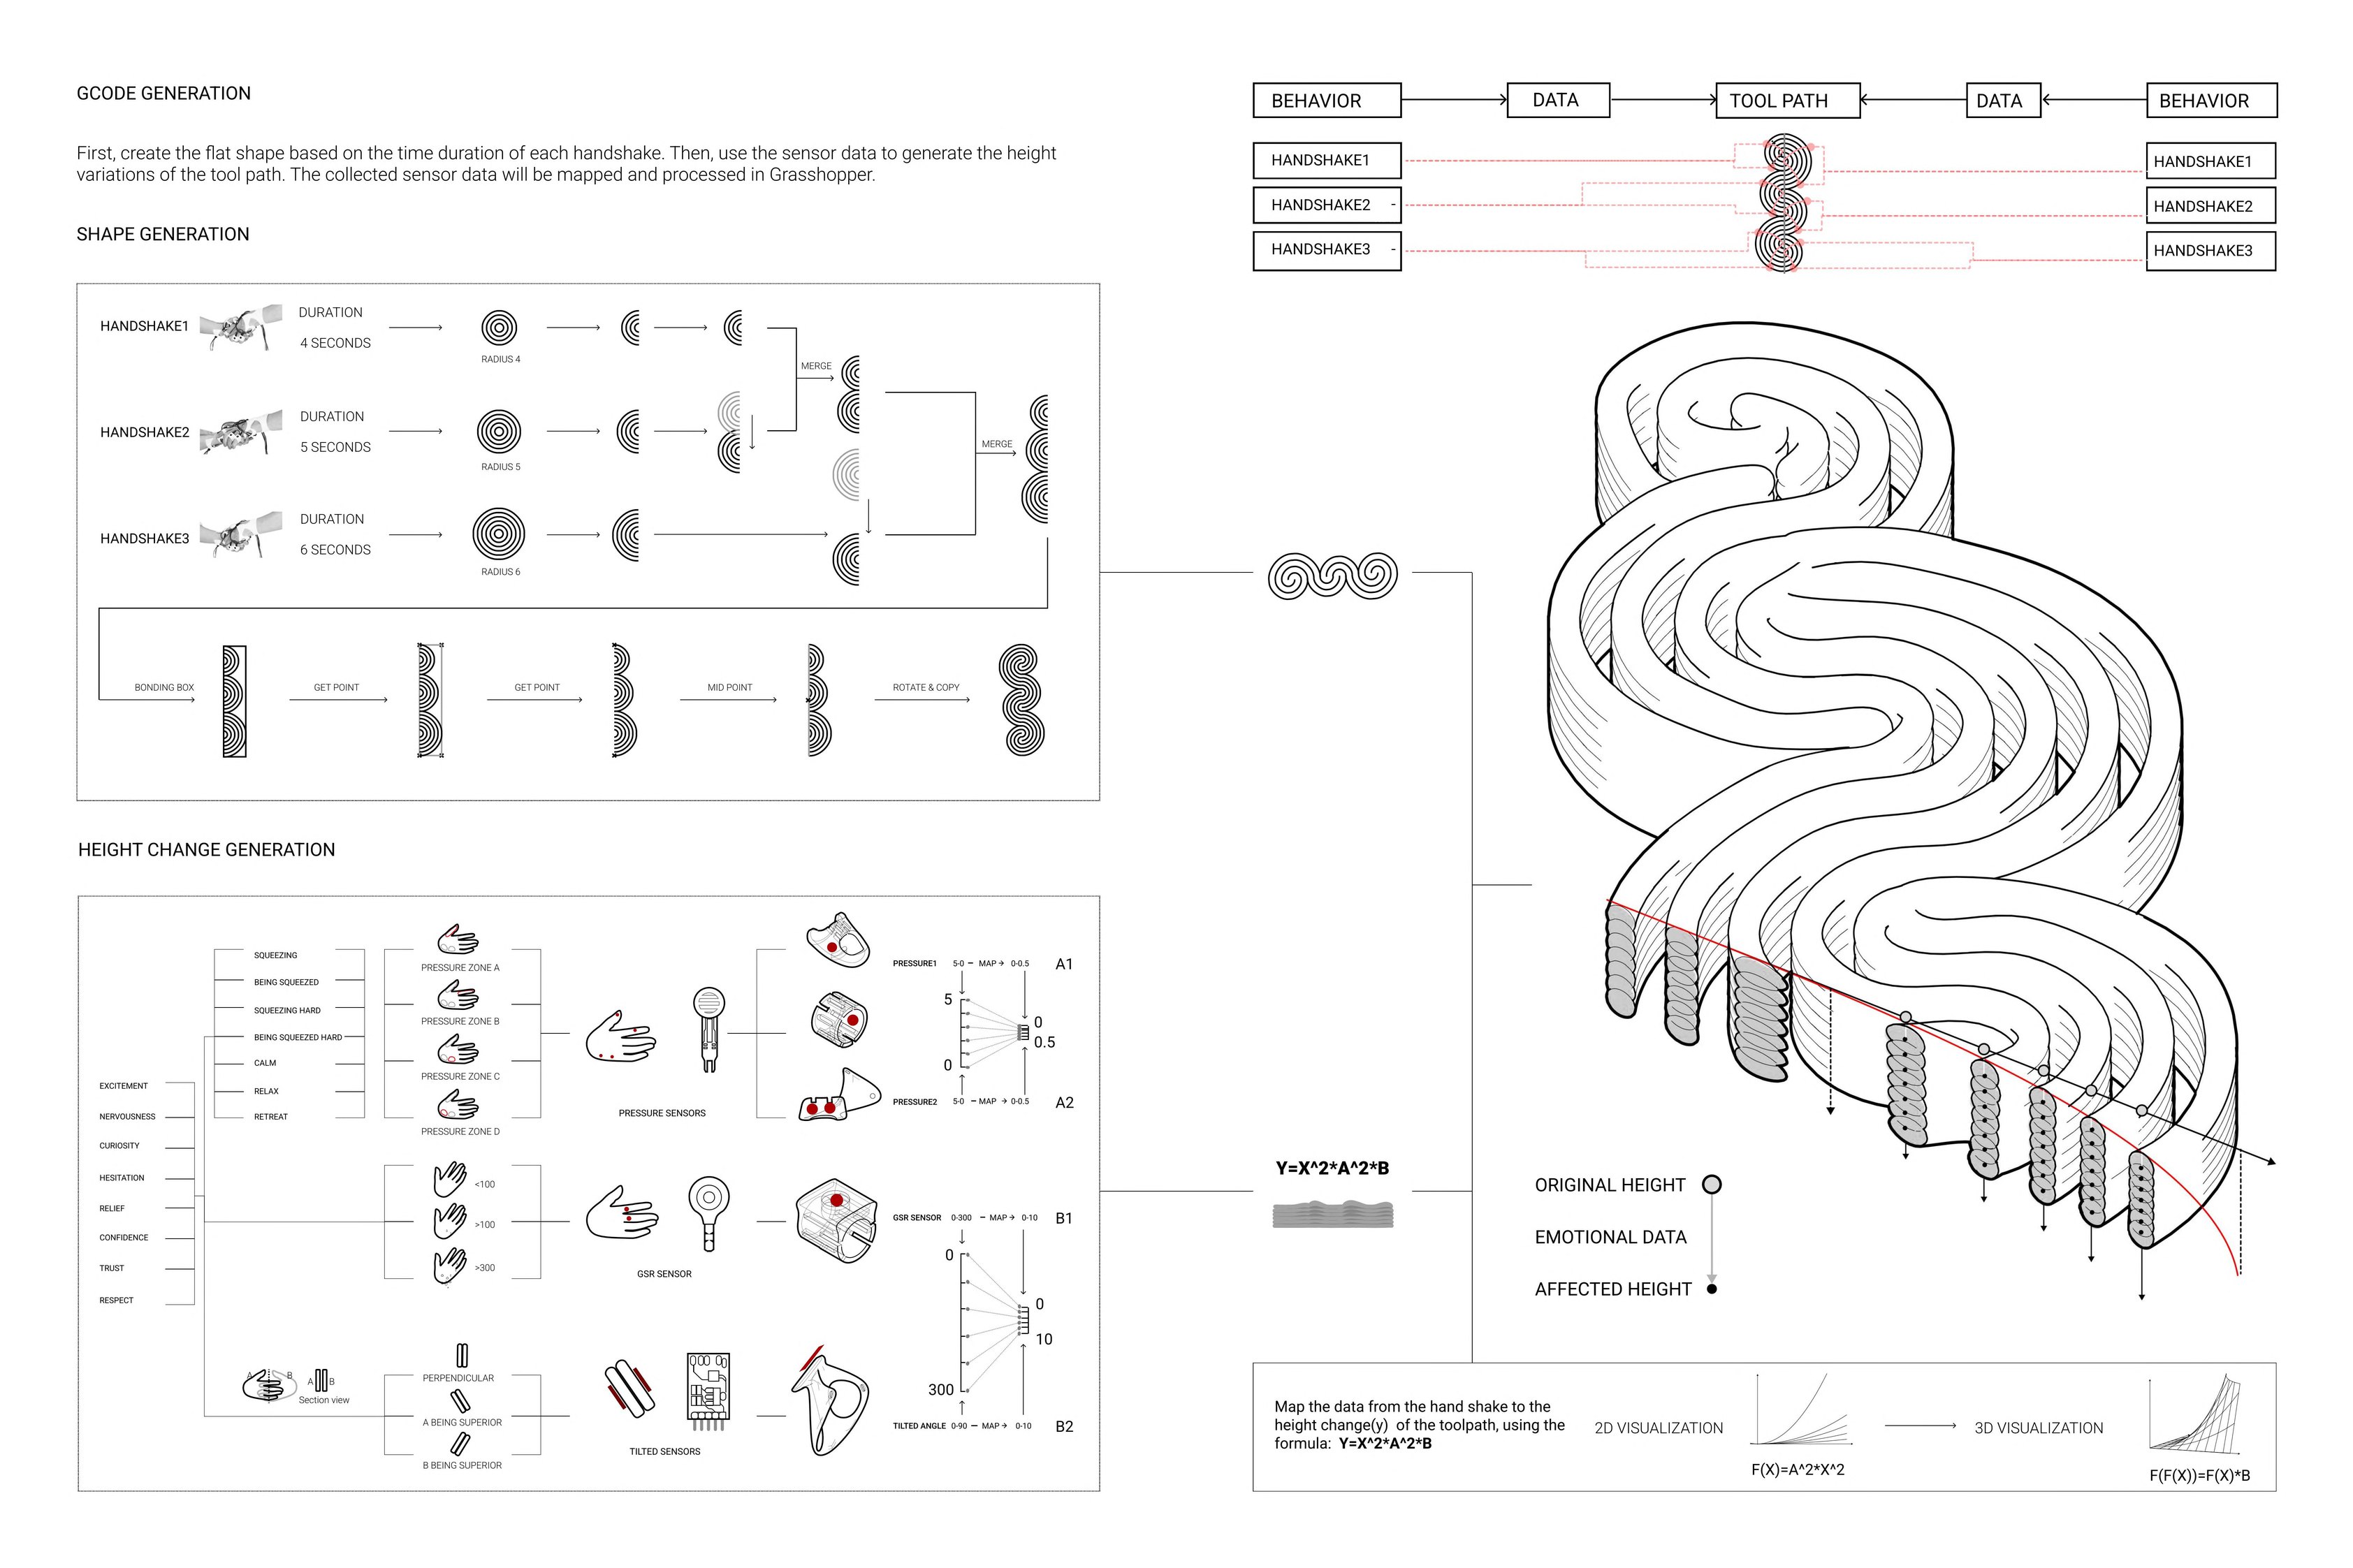 GCODE GENERATION
First, create the flat shape based on the time duration of each handshake. Then, use the sensor data to generate the height
variations of the tool path. The collected sensor data will be mapped and processed in Grasshopper.
SHAPE GENERATION
HANDSHAKE1
DURATION
4 SECONDS
RADIUS 4
MERGE
HANDSHAKE2
DURATION
5 SECONDS
RADIUS 5
MERGE
HANDSHAKE3
DURATION
6 SECONDS
RADIUS 6
BONDING BOX
GET POINT
GET POINT
MID POINT
ROTATE & COPY
HEIGHT CHANGE GENERATION
EXCITEMENT
NERVOUSNESS
CURIOSITY
HESITATION
RELIEF
CONFIDENCE
TRUST
RESPECT
SQUEEZING
BEING SQUEEZED
SQUEEZING HARD
BEING SQUEEZED HARD
CALM
RELAX
RETREAT
PRESSURE ZONE A
PRESSURE ZONE B
PRESSURE ZONE C
PRESSURE ZONE D
PRESSURE SENSORS
PRESSURE1 5-0 – MAP → 0-0.5 A1
5
0
0
0.5
PRESSURE2 5-0 – MAP → 0-0.5 A2
<100
>100
>300
GSR SENSOR
GSR SENSOR 0-300 – MAP → 0-10 B1
0
300
0
10
TILTED ANGLE 0-90 – MAP → 0-10 B2
A B
A B
Section view
PERPENDICULAR
A BEING SUPERIOR
B BEING SUPERIOR
TILTED SENSORS
BEHAVIOR
DATA
TOOL PATH
DATA
BEHAVIOR
HANDSHAKE1
HANDSHAKE2 -
HANDSHAKE3 -
HANDSHAKE1
HANDSHAKE2
HANDSHAKE3
Y=X^2*A^2*B
ORIGINAL HEIGHT
EMOTIONAL DATA
AFFECTED HEIGHT
Map the data from the hand shake to the
height change(y) of the toolpath, using the
formula: Y=X^2*A^2*B
2D VISUALIZATION
F(X)=A^2*X^2
3D VISUALIZATION
F(F(X))=F(X)*B